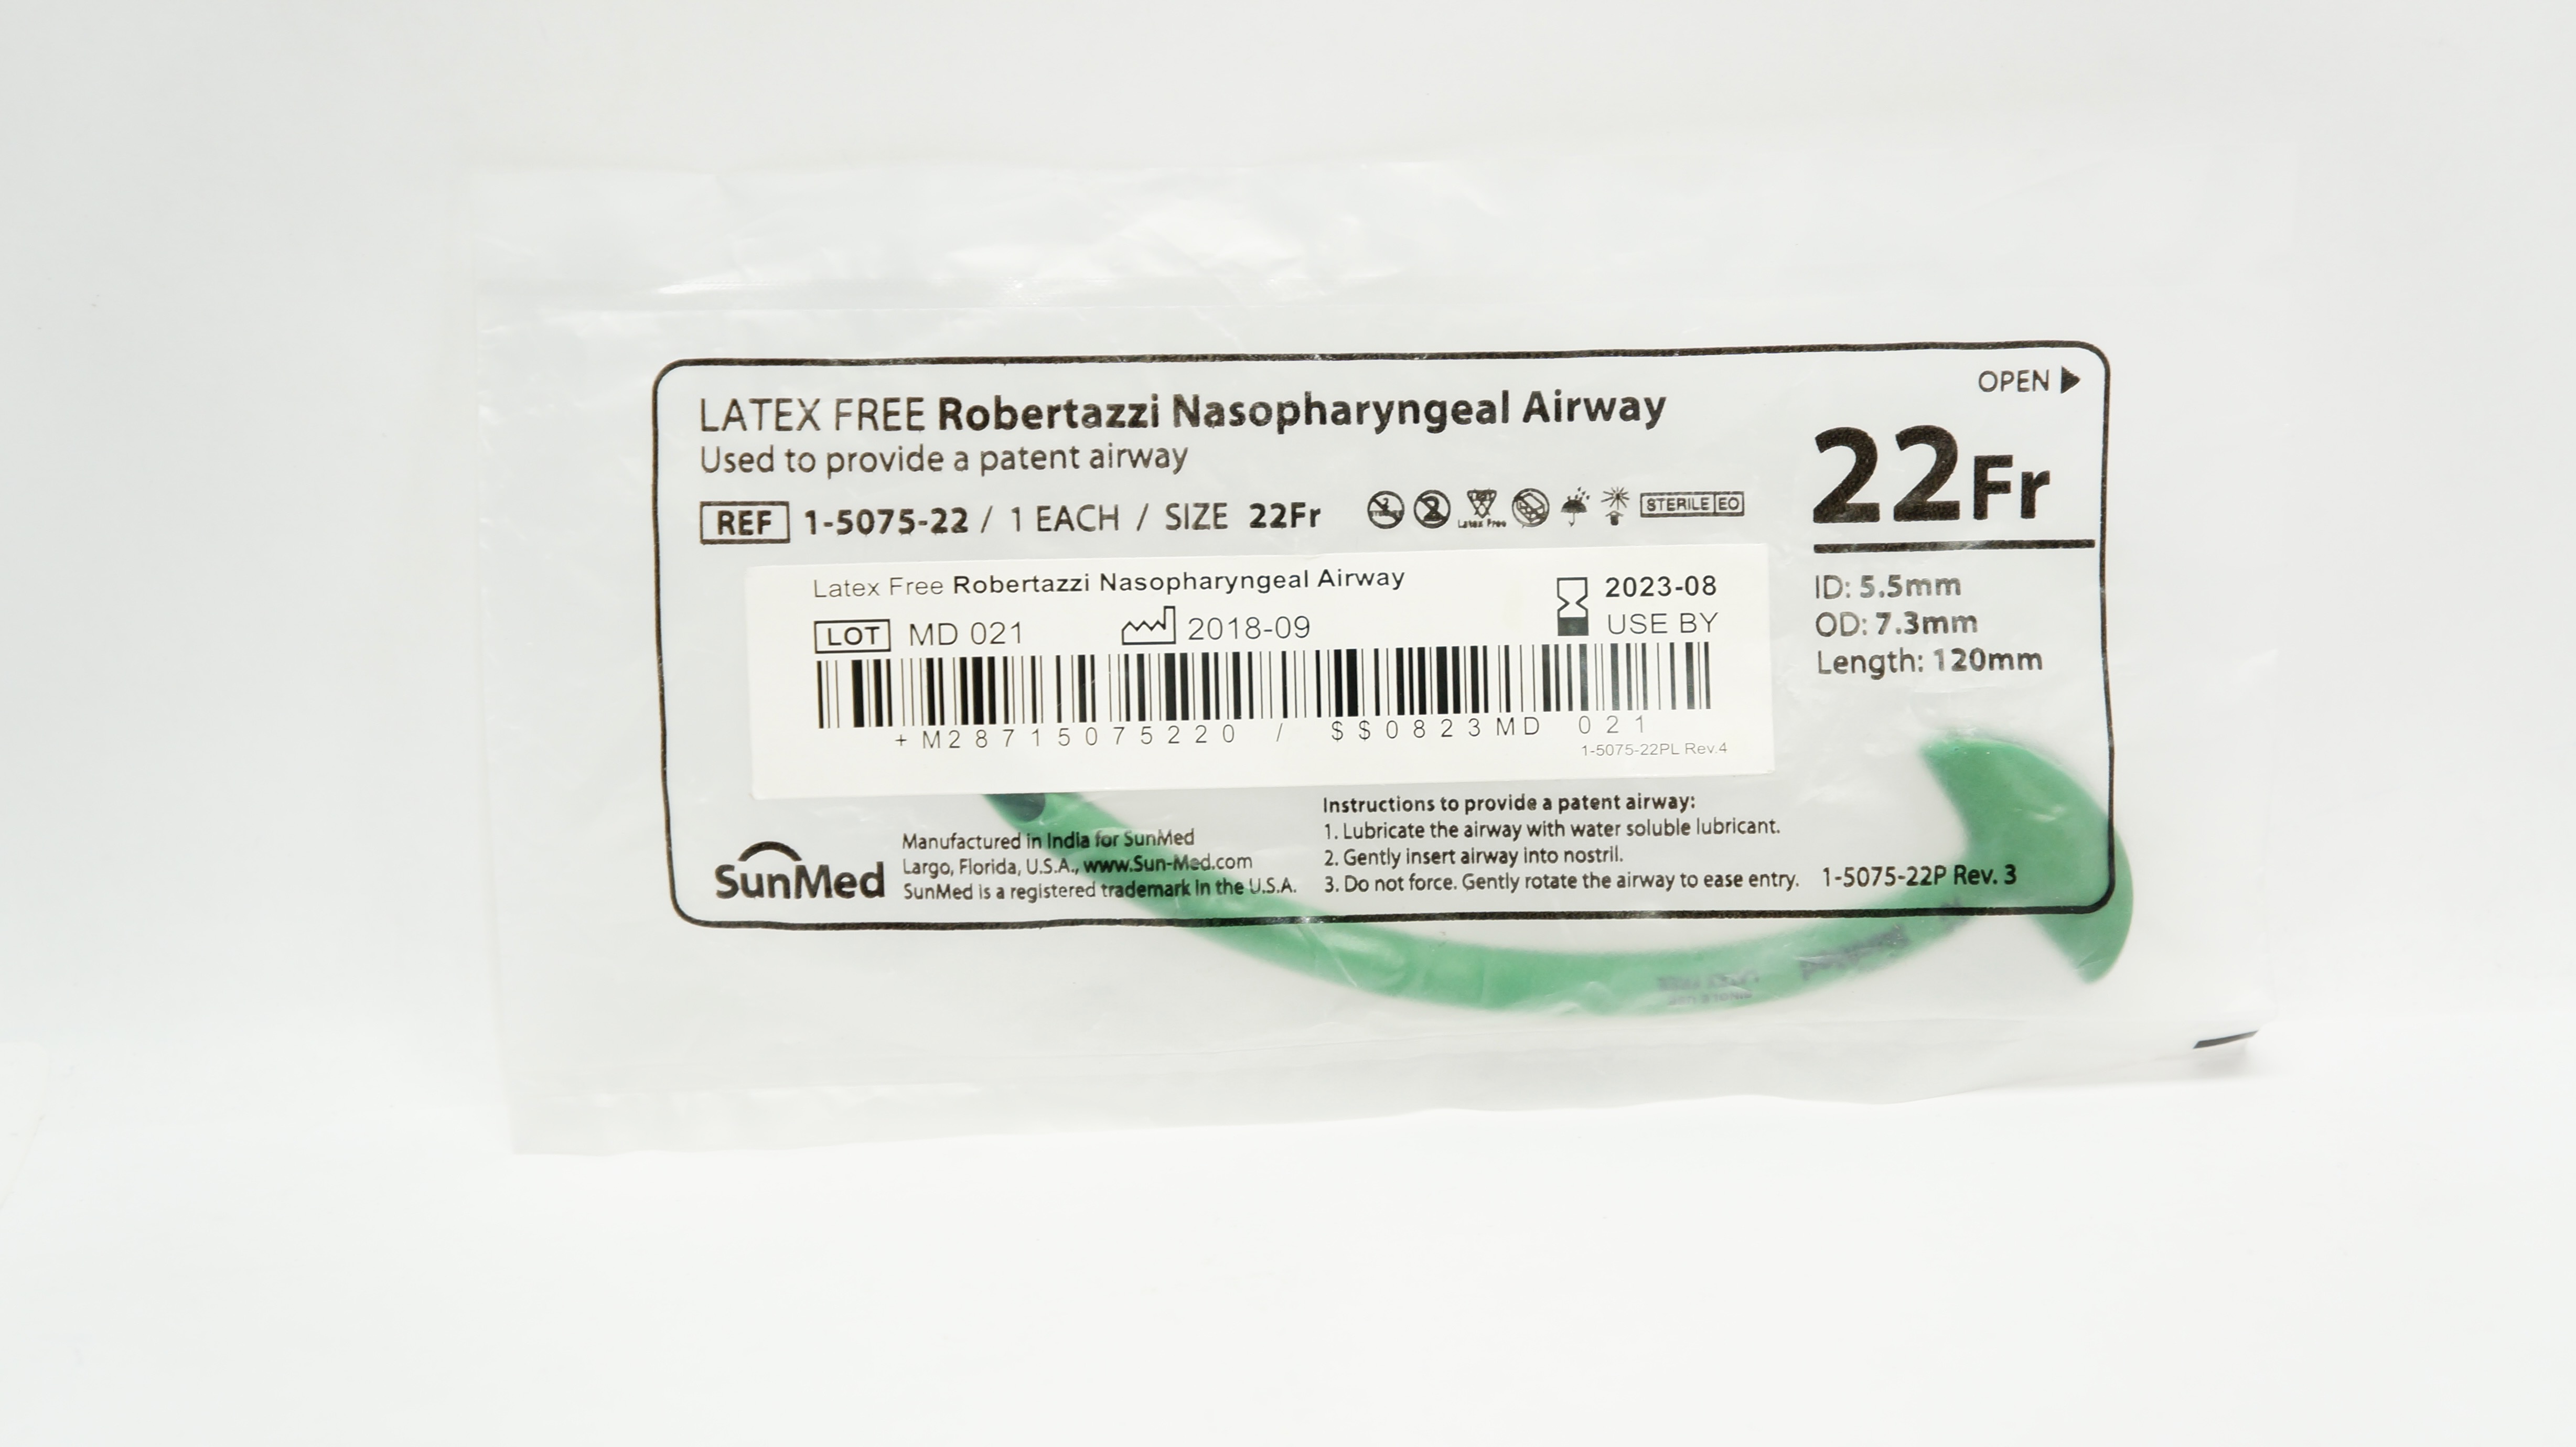 OPEN
LATEX FREE Robertazzi Nasopharyngeal Airway
Used to provide a patent airway
22Fr
REF 1-5075-22 / 1 EACH / SIZE 22Fr
2
Latex Free
STERILE EO
ID: 5.5mm
OD: 7.3mm
Length: 120mm
Latex Free Robertazzi Nasopharyngeal Airway
2023-08
LOT MD 021
2018-09
USE BY
+M28715075220 / $$0823MD 021
1-5075-22PL Rev.4
SunMed
Manufactured in India for SunMed
Largo, Florida, U.S.A., www.Sun-Med.com
SunMed is a registered trademark in the U.S.A.
Instructions to provide a patent airway:
1. Lubricate the airway with water soluble lubricant.
2. Gently insert airway into nostril.
3. Do not force. Gently rotate the airway to ease entry.
1-5075-22P Rev. 3